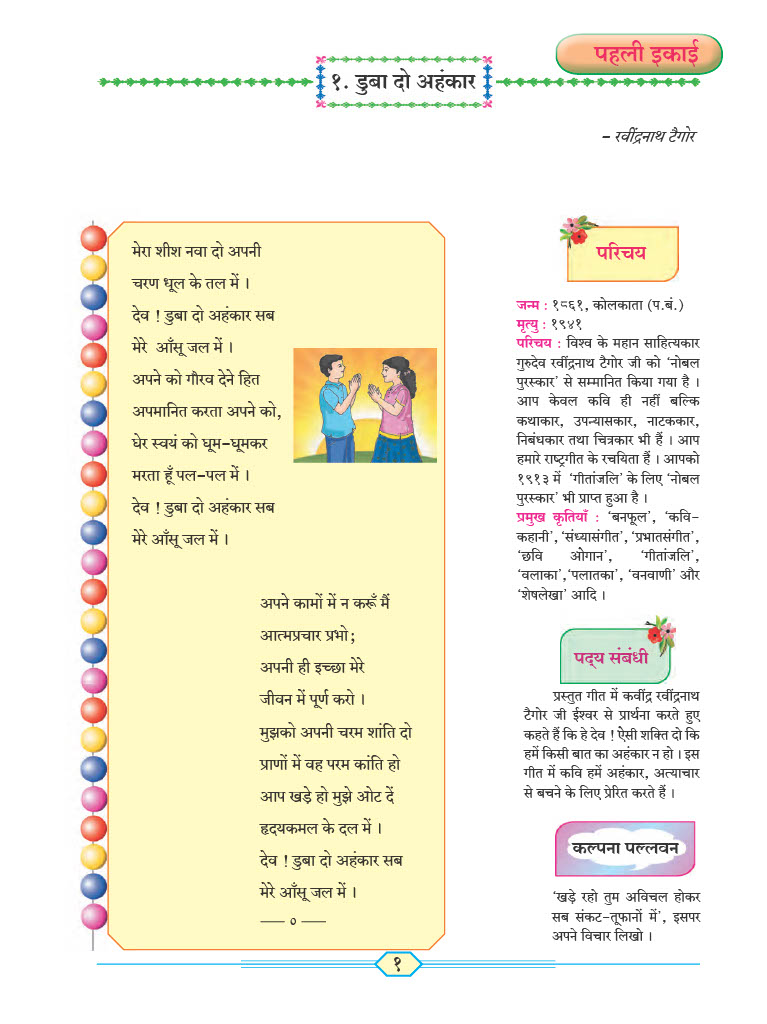 पहली इकाई
१. डुबा दो अहंकार
– रवींद्रनाथ टैगोर
मेरा शीश नवा दो अपनी
चरण धूल के तल में ।
देव ! डुबा दो अहंकार सब
मेरे आँसू जल में ।
अपने को गौरव देने हित
अपमानित करता अपने को,
घेर स्वयं को घूम-घूमकर
मरता हूँ पल-पल में ।
देव ! डुबा दो अहंकार सब
मेरे आँसू जल में ।
अपने कामों में न करूँ मैं
आत्मप्रचार प्रभो;
अपनी ही इच्छा मेरे
जीवन में पूर्ण करो ।
मुझको अपनी चरम शांति दो
प्राणों में वह परम कांति हो
आप खड़े हो मुझे ओट दें
हृदयकमल के दल में ।
देव ! डुबा दो अहंकार सब
मेरे आँसू जल में ।
— ० —
परिचय
जन्म : १८६१, कोलकाता (प.बं.)
मृत्यु : १९४१
परिचय : विश्व के महान साहित्यकार
गुरुदेव रवींद्रनाथ टैगोर जी को ‘नोबल
पुरस्कार’ से सम्मानित किया गया है ।
आप केवल कवि ही नहीं बल्कि
कथाकार, उपन्यासकार, नाटककार,
निबंधकार तथा चित्रकार भी हैं । आप
हमारे राष्ट्रगीत के रचयिता हैं । आपको
१९१३ में ‘गीतांजलि’ के लिए ‘नोबल
पुरस्कार’ भी प्राप्त हुआ है ।
प्रमुख कृतियाँ : ‘बनफूल’, ‘कवि-
कहानी’, ‘संध्यासंगीत’, ‘प्रभातसंगीत’,
‘छवि ओगान’, ‘गीतांजलि’,
‘वलाका’,‘पलातका’, ‘वनवाणी’ और
‘शेषलेखा’ आदि ।
पद्य संबंधी
प्रस्तुत गीत में कवींद्र रवींद्रनाथ
टैगोर जी ईश्वर से प्रार्थना करते हुए
कहते हैं कि हे देव ! ऐसी शक्ति दो कि
हमें किसी बात का अहंकार न हो । इस
गीत में कवि हमें अहंकार, अत्याचार
से बचने के लिए प्रेरित करते हैं ।
कल्पना पल्लवन
‘खड़े रहो तुम अविचल होकर
सब संकट-तूफानों में’, इसपर
अपने विचार लिखो ।
१